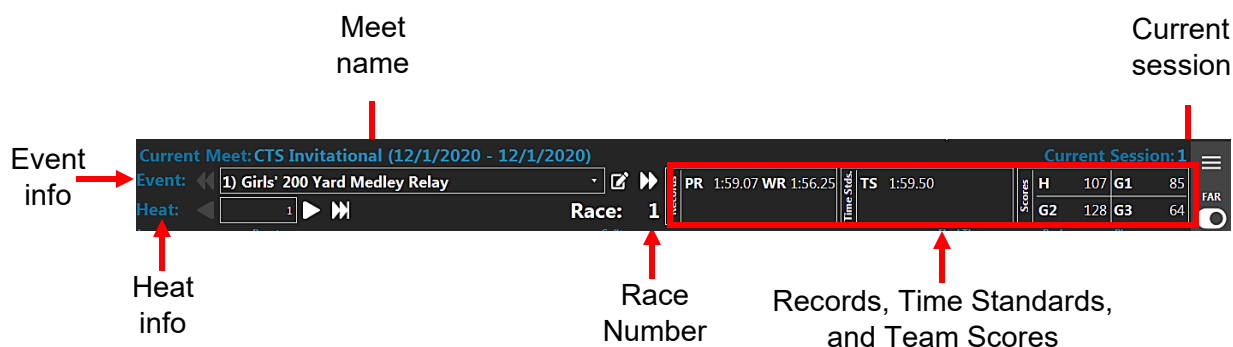 Meet
name
Current
session
Event
info
Current Meet: CTS Invitational (12/1/2020 - 12/1/2020)
Current Session: 1
Event:
1) Girls' 200 Yard Medley Relay
Records
PR 1:59.07 WR 1:56.25
Time Stds.
TS 1:59.50
Scores
H 107 G1 85
G2 128 G3 64
FAR
Heat:
1
Race: 1
Heat
info
Race
Number
Records, Time Standards,
and Team Scores